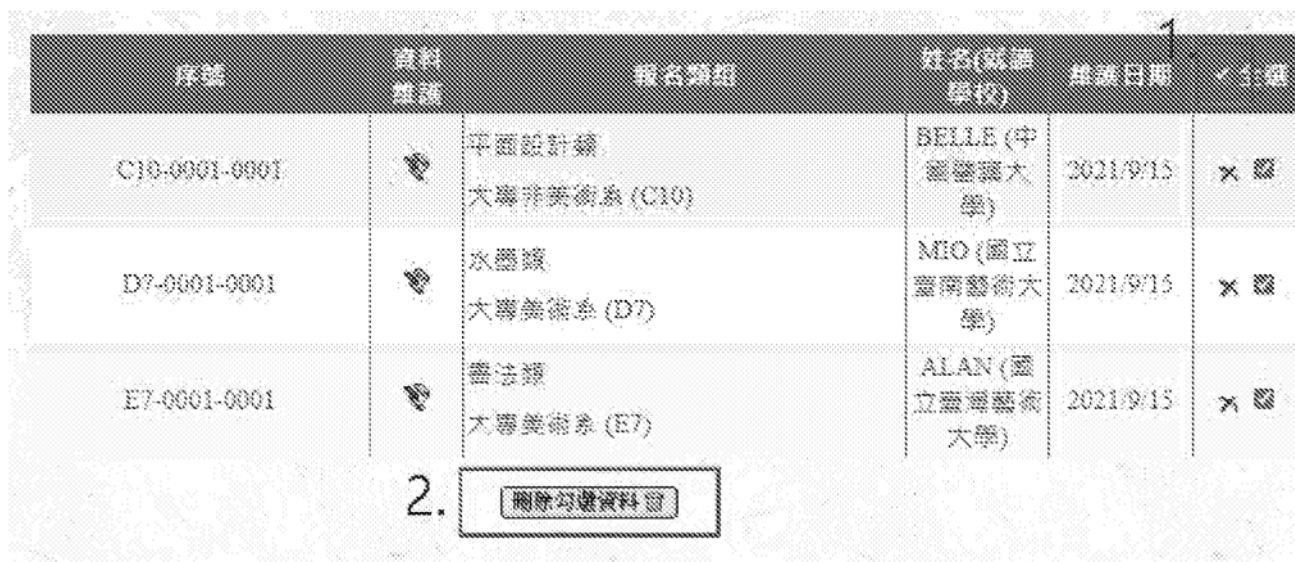 1.
序號 資料維護 報名類組 姓名(就讀學校) 維護日期 ✓全選
C10-0001-0001 平面設計類 BELLE (中國醫藥大學) 2021/9/15
大專非美術系 (C10)
D7-0001-0001 水墨類 MIO (國立臺南藝術大學) 2021/9/15
大專美術系 (D7)
E7-0001-0001 書法類 ALAN (國立臺灣藝術大學) 2021/9/15
大專美術系 (E7)
2. 刪除勾選資料